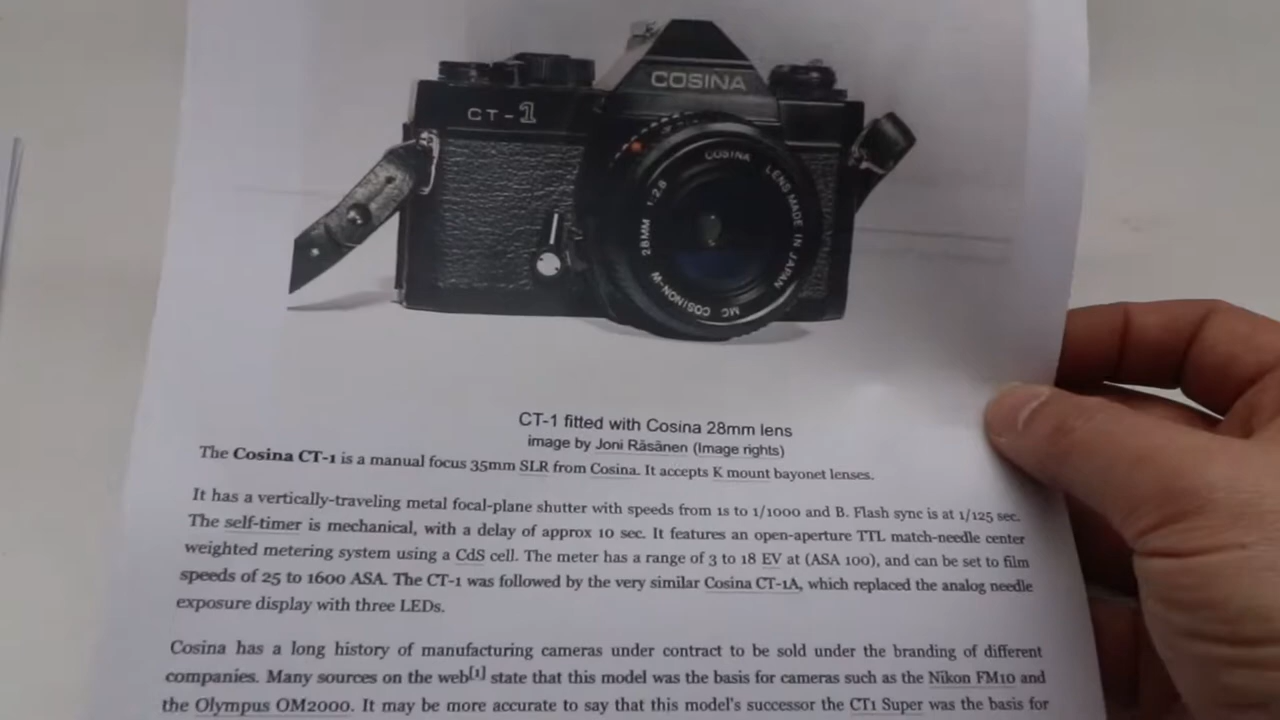 COSINA
CT-1
COSINA LENS MADE IN JAPAN
28MM 1:2.8
MC COSINON-W
CT-1 fitted with Cosina 28mm lens
image by Joni Räsänen (Image rights)
The Cosina CT-1 is a manual focus 35mm SLR from Cosina. It accepts K mount bayonet lenses.
It has a vertically-traveling metal focal-plane shutter with speeds from 1s to 1/1000 and B. Flash sync is at 1/125 sec.
The self-timer is mechanical, with a delay of approx 10 sec. It features an open-aperture TTL match-needle center
weighted metering system using a CdS cell. The meter has a range of 3 to 18 EV at (ASA 100), and can be set to film
speeds of 25 to 1600 ASA. The CT-1 was followed by the very similar Cosina CT-1A, which replaced the analog needle
exposure display with three LEDs.
Cosina has a long history of manufacturing cameras under contract to be sold under the branding of different
companies. Many sources on the web[1] state that this model was the basis for cameras such as the Nikon FM10 and
the Olympus OM2000. It may be more accurate to say that this model's successor the CT1 Super was the basis for